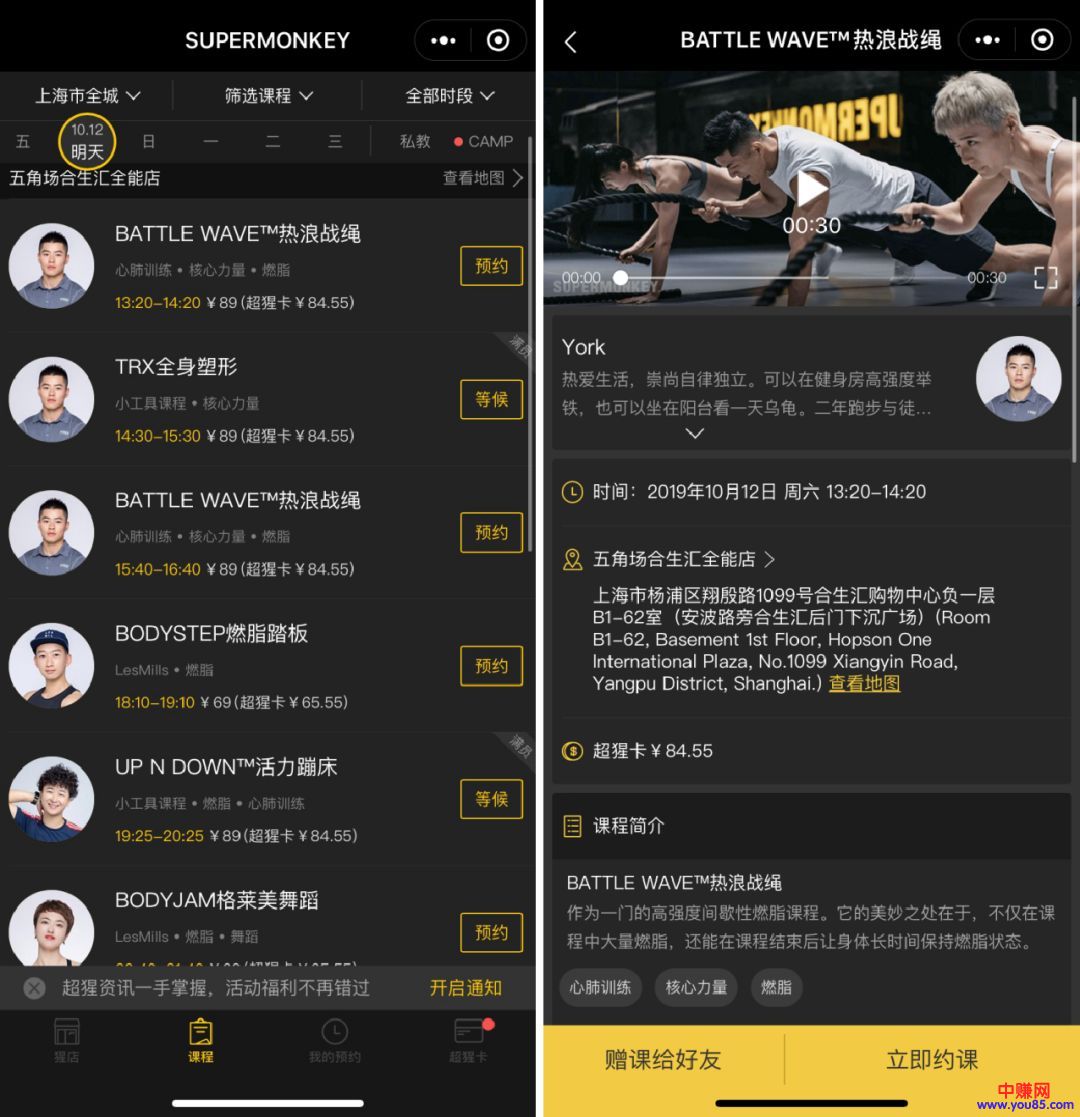 SUPERMONKEY
上海市全城
筛选课程
全部时段
五
10.12
明天
日
一
二
三
私教
CAMP
五角场合生汇全能店
查看地图
BATTLE WAVE™热浪战绳
心肺训练 • 核心力量 • 燃脂
13:20-14:20 ¥89(超猩卡¥84.55)
预约
满员
TRX全身塑形
小工具课程 • 核心力量
14:30-15:30 ¥89(超猩卡¥84.55)
等候
BATTLE WAVE™热浪战绳
心肺训练 • 核心力量 • 燃脂
15:40-16:40 ¥89(超猩卡¥84.55)
预约
BODYSTEP燃脂踏板
LesMills • 燃脂
18:10-19:10 ¥69(超猩卡¥65.55)
预约
满员
UP N DOWN™活力蹦床
小工具课程 • 燃脂 • 心肺训练
19:25-20:25 ¥89(超猩卡¥84.55)
等候
BODYJAM格莱美舞蹈
LesMills • 燃脂 • 舞蹈
预约
超猩资讯一手掌握，活动福利不再错过
开启通知
猩店
课程
我的预约
超猩卡
BATTLE WAVE™热浪战绳
SUPERMONKEY
00:30
00:00
00:30
SUPERMONKEY
York
热爱生活，崇尚自律独立。可以在健身房高强度举
铁，也可以坐在阳台看一天乌龟。二年跑步与徒...
时间：2019年10月12日 周六 13:20-14:20
五角场合生汇全能店
上海市杨浦区翔殷路1099号合生汇购物中心负一层
B1-62室（安波路旁合生汇后门下沉广场）(Room
B1-62, Basement 1st Floor, Hopson One
International Plaza, No.1099 Xiangyin Road,
Yangpu District, Shanghai.) 查看地图
超猩卡¥84.55
课程简介
BATTLE WAVE™热浪战绳
作为一门的高强度间歇性燃脂课程。它的美妙之处在于，不仅在课
程中大量燃脂，还能在课程结束后让身体长时间保持燃脂状态。
心肺训练
核心力量
燃脂
赠课给好友
立即约课
中赚网
www.you85.com